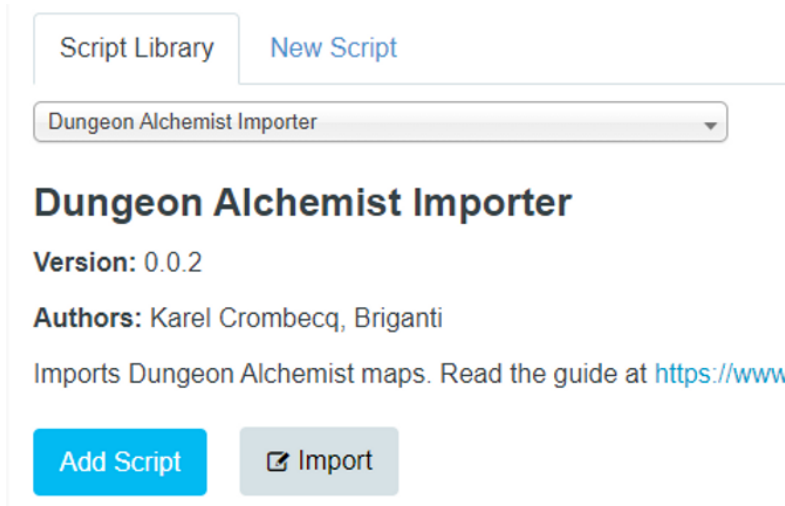 Script Library New Script
Dungeon Alchemist Importer
Dungeon Alchemist Importer
Version: 0.0.2
Authors: Karel Crombecq, Briganti
Imports Dungeon Alchemist maps. Read the guide at https://www
Add Script Import